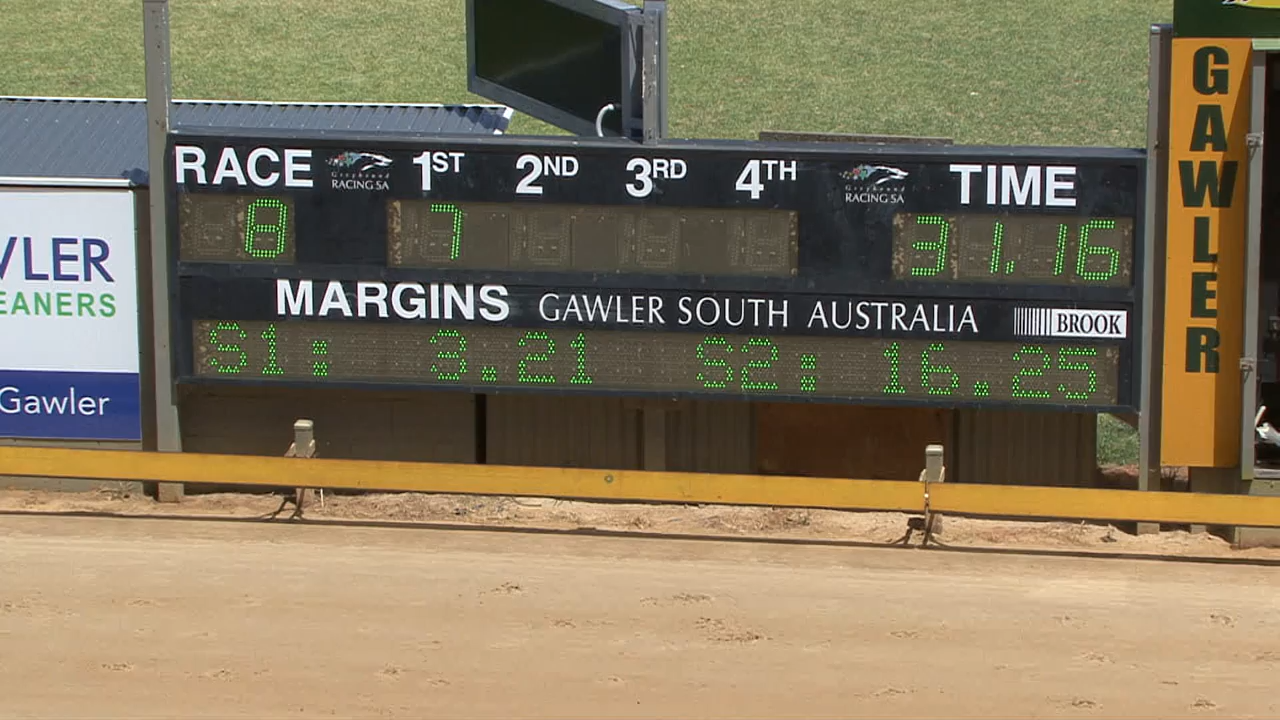 RACE 1ST 2ND 3RD 4TH TIME
Greyhound RACING SA
Greyhound RACING SA
8 7 31.16
MARGINS GAWLER SOUTH AUSTRALIA BROOK
S1: 3.21 S2: 16.25
VLER
EANERS
Gawler
GAWLER